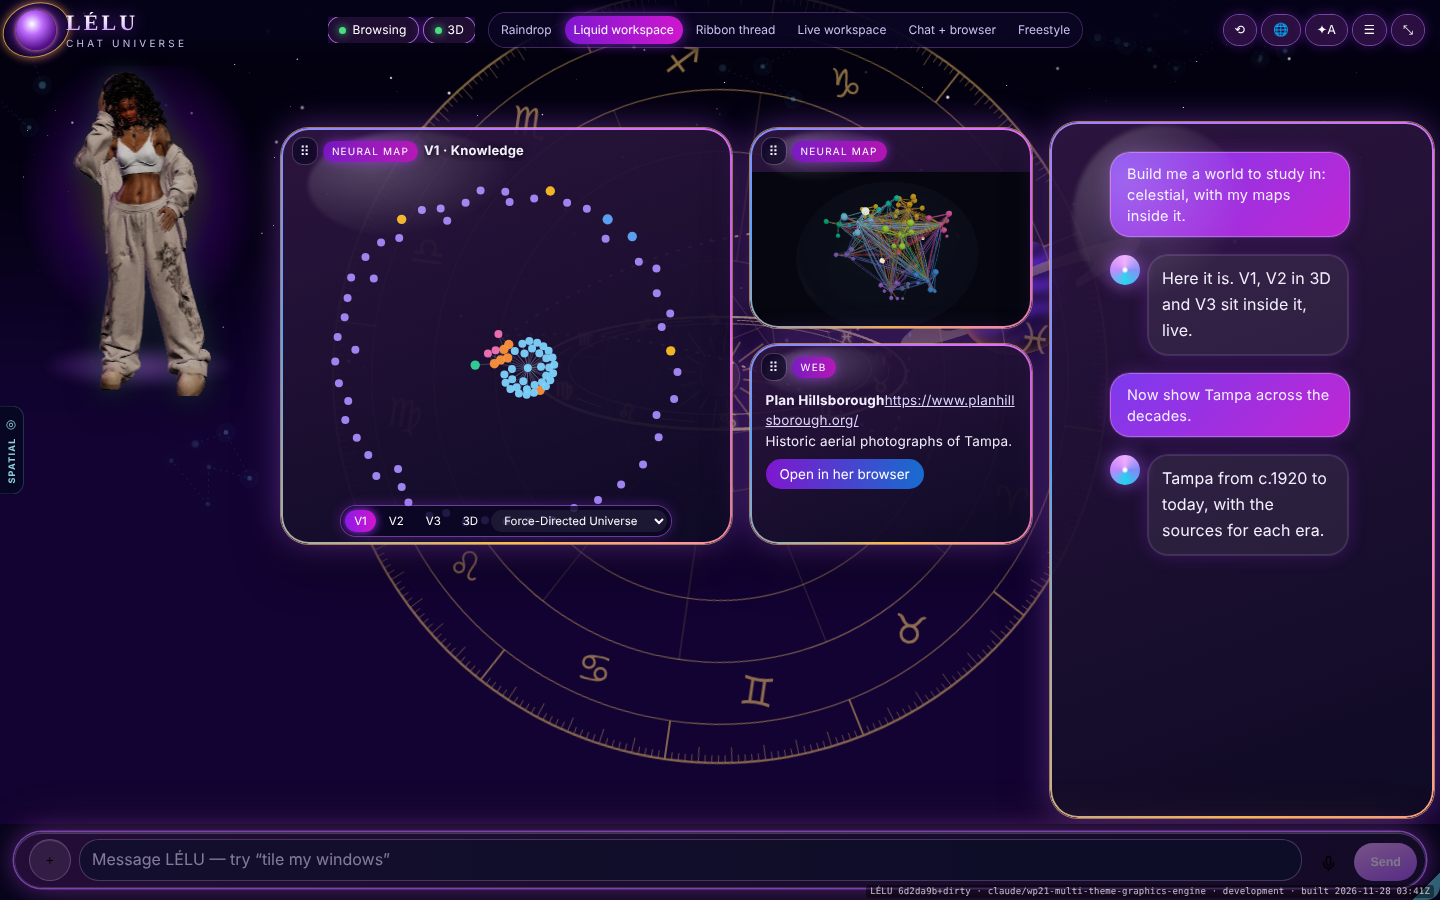 LÉLU
CHAT UNIVERSE
Browsing
3D
Raindrop
Liquid workspace
Ribbon thread
Live workspace
Chat + browser
Freestyle
✦A
NEURAL MAP
V1 · Knowledge
V1
V2
V3
3D
Force-Directed Universe
NEURAL MAP
WEB
Plan Hillsboroughhttps://www.planhill
sborough.org/
Historic aerial photographs of Tampa.
Open in her browser
Build me a world to study in:
celestial, with my maps
inside it.
Here it is. V1, V2 in 3D
and V3 sit inside it,
live.
Now show Tampa across the
decades.
Tampa from c.1920 to
today, with the
sources for each era.
SPATIAL
Message LÉLU — try “tile my windows”
Send
LÉLU 6d2da9b+dirty · claude/wp21-multi-theme-graphics-engine · development · built 2026-11-28 03:41Z